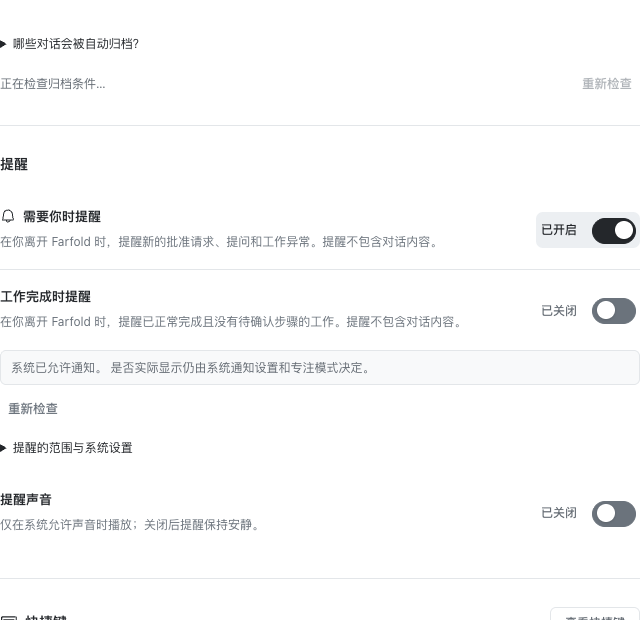 哪些对话会被自动归档？
正在检查归档条件...
重新检查
提醒
需要你时提醒
在你离开 Farfold 时，提醒新的批准请求、提问和工作异常。提醒不包含对话内容。
已开启
工作完成时提醒
在你离开 Farfold 时，提醒已正常完成且没有待确认步骤的工作。提醒不包含对话内容。
已关闭
系统已允许通知。 是否实际显示仍由系统通知设置和专注模式决定。
重新检查
提醒的范围与系统设置
提醒声音
仅在系统允许声音时播放；关闭后提醒保持安静。
已关闭
快捷键